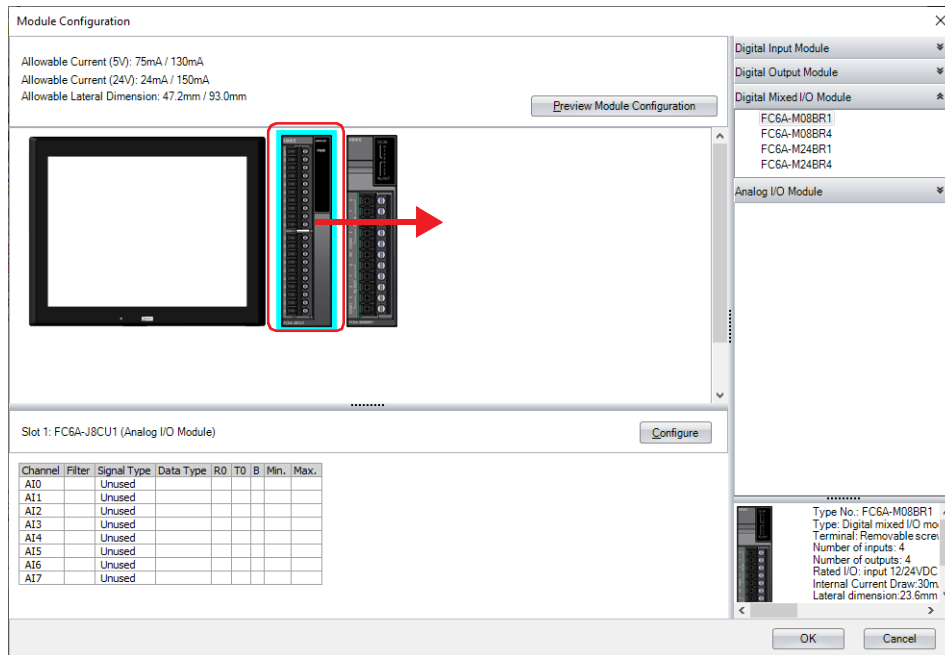 Module Configuration
Allowable Current (5V): 75mA / 130mA
Allowable Current (24V): 24mA / 150mA
Allowable Lateral Dimension: 47.2mm / 93.0mm
Preview Module Configuration
Digital Input Module
Digital Output Module
Digital Mixed I/O Module
FC6A-M08BR1
FC6A-M08BR4
FC6A-M24BR1
FC6A-M24BR4
Analog I/O Module
Slot 1: FC6A-J8CU1 (Analog I/O Module)
Configure
Channel Filter Signal Type Data Type R0 T0 B Min. Max.
AI0 Unused
AI1 Unused
AI2 Unused
AI3 Unused
AI4 Unused
AI5 Unused
AI6 Unused
AI7 Unused
Type No.: FC6A-M08BR1
Type: Digital mixed I/O mo
Terminal: Removable screw
Number of inputs: 4
Number of outputs: 4
Rated I/O: input 12/24VDC
Internal Current Draw:30m
Lateral dimension:23.6mm
OK
Cancel